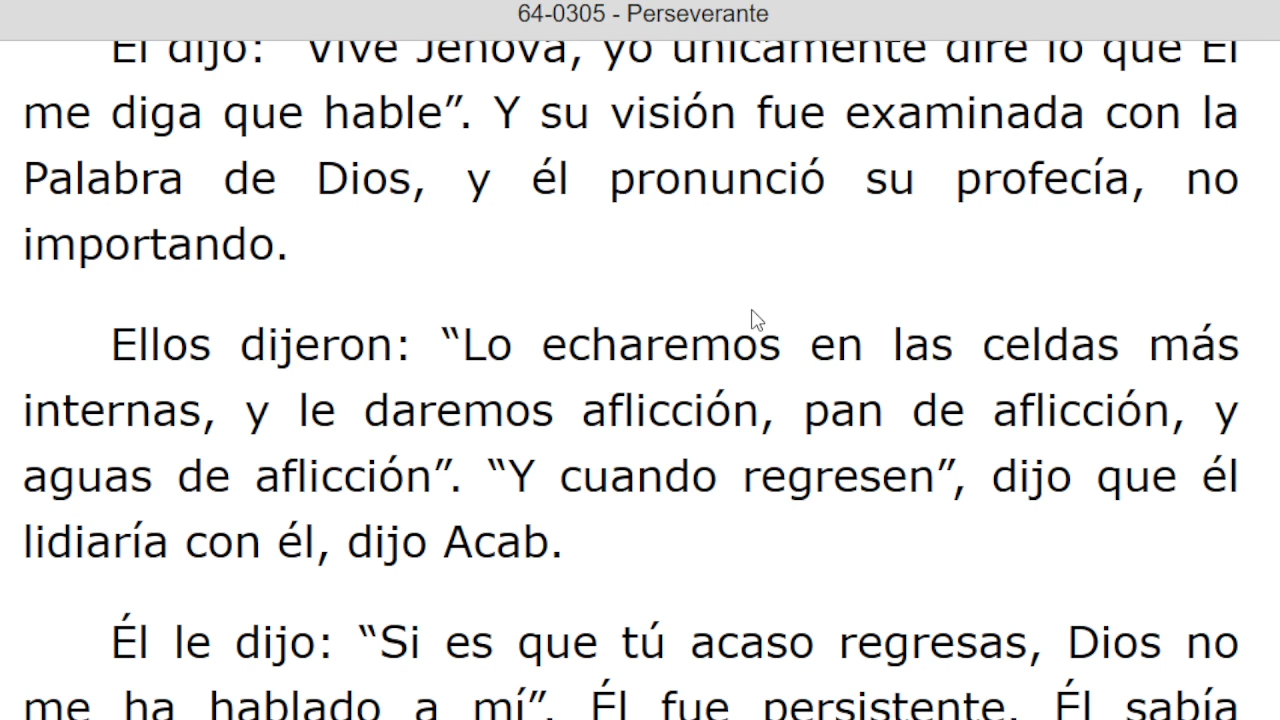 64-0305 - Perseverante
Él dijo: “Vive Jehová, yo únicamente diré lo que Él
me diga que hable”. Y su visión fue examinada con la
Palabra de Dios, y él pronunció su profecía, no
importando.
Ellos dijeron: “Lo echaremos en las celdas más
internas, y le daremos aflicción, pan de aflicción, y
aguas de aflicción”. “Y cuando regresen”, dijo que él
lidiaría con él, dijo Acab.
Él le dijo: “Si es que tú acaso regresas, Dios no
me ha hablado a mí”. Él fue persistente. Él sabía